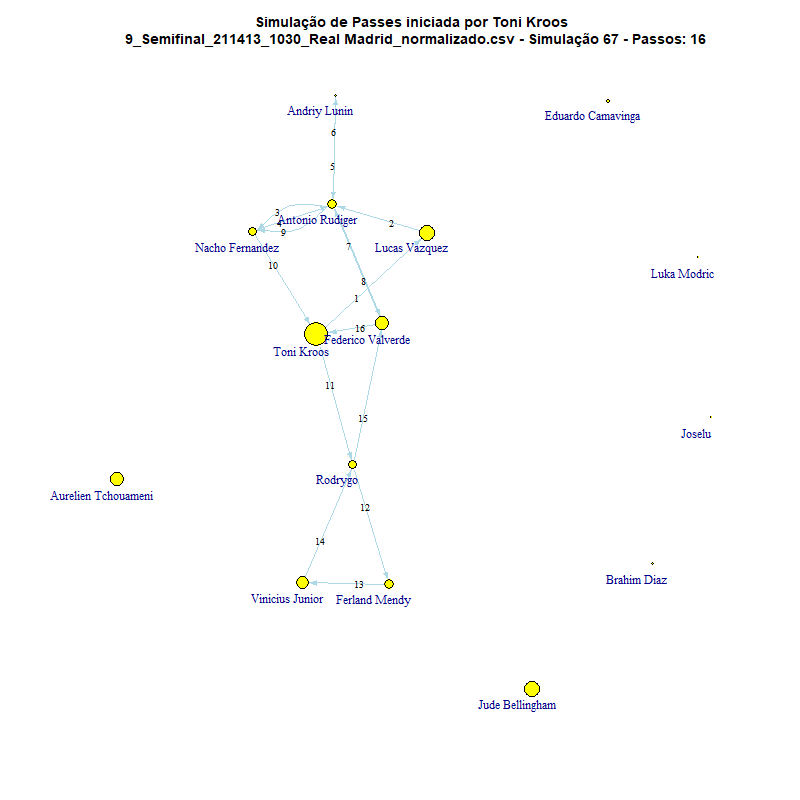 Simulação de Passes iniciada por Toni Kroos
9_Semifinal_211413_1030_Real Madrid_normalizado.csv - Simulação 67 - Passos: 16
Andriy Lunin
Eduardo Camavinga
6
5
3
Antonio Rudiger
2
9
7
Nacho Fernandez
Lucas Vázquez
10
Luka Modric
8
1
16
Federico Valverde
Toni Kroos
11
15
Joselu
Rodrygo
Aurelien Tchouameni
12
14
13
Brahim Diaz
Vinicius Junior
Ferland Mendy
Jude Bellingham